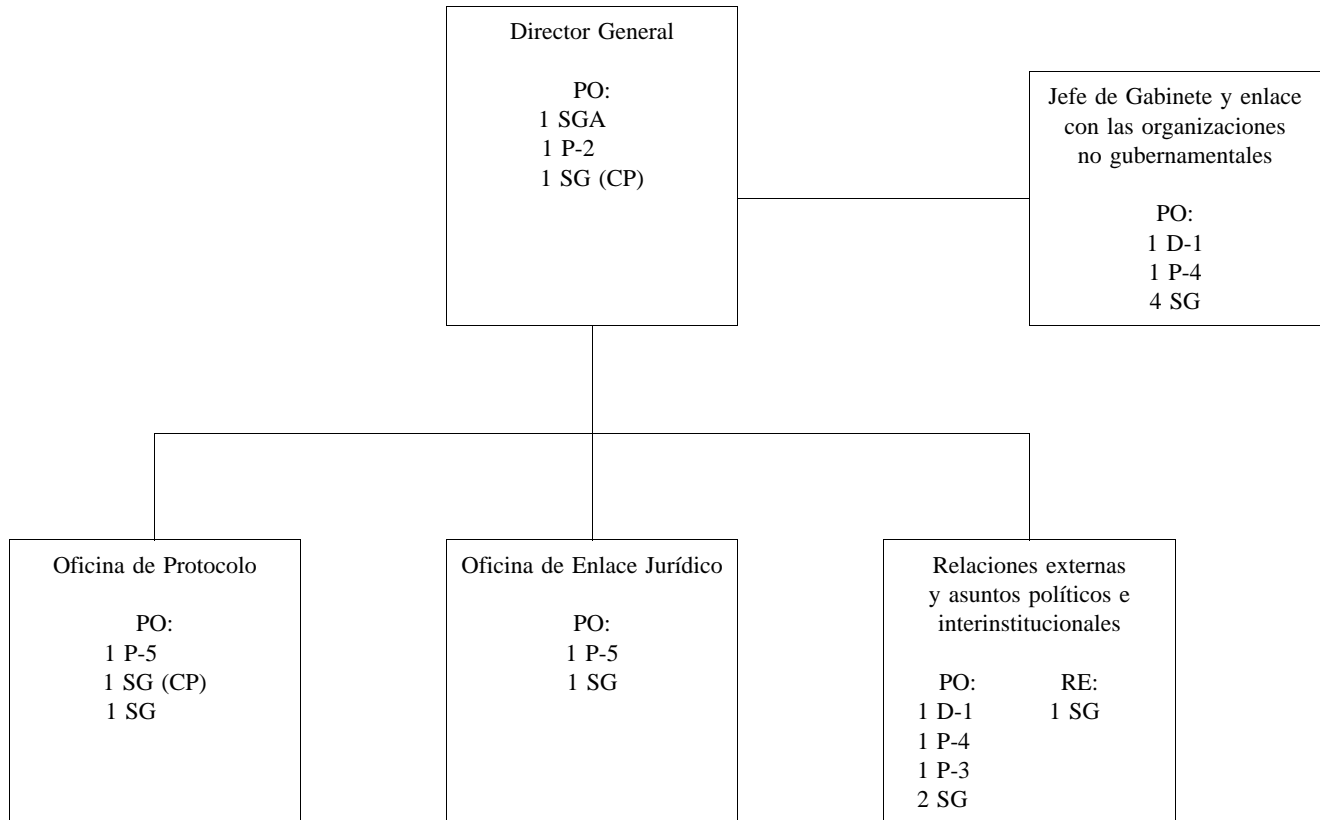 Director General
PO:
1 SGA
1 P-2
1 SG (CP)
Jefe de Gabinete y enlace
con las organizaciones
no gubernamentales
PO:
1 D-1
1 P-4
4 SG
Oficina de Protocolo
PO:
1 P-5
1 SG (CP)
1 SG
Oficina de Enlace Jurídico
PO:
1 P-5
1 SG
Relaciones externas
y asuntos políticos e
interinstitucionales
PO: RE:
1 D-1 1 SG
1 P-4
1 P-3
2 SG